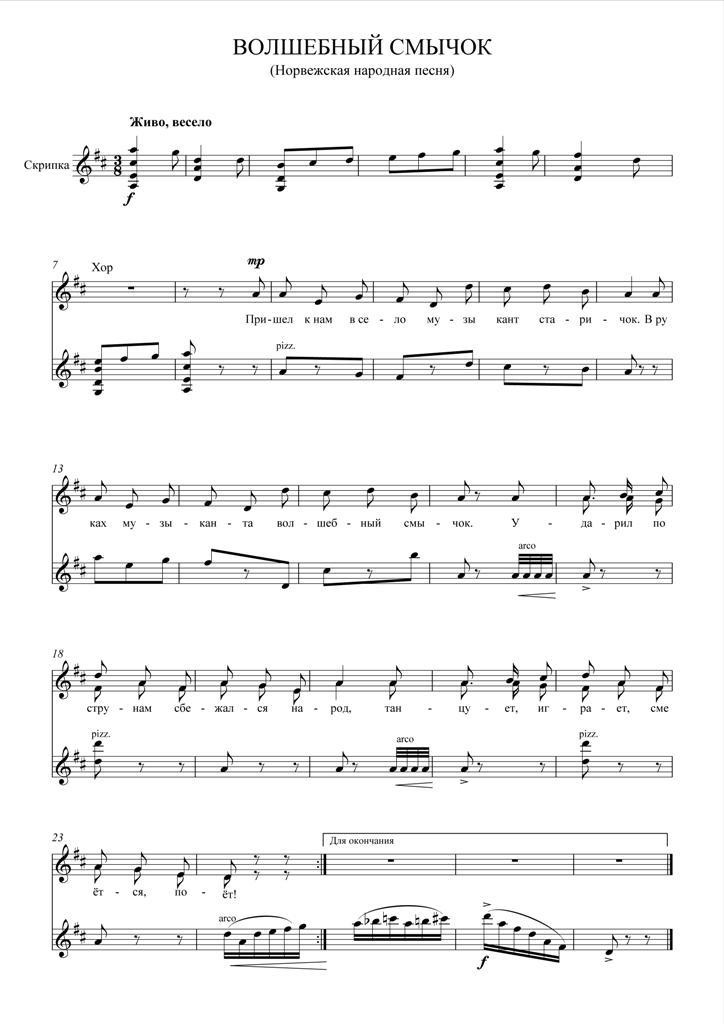 ВОЛШЕБНЫЙ СМЫЧОК
(Норвежская народная песня)
Живо, весело
Скрипка
3
8
f
7
Хор
mp
При-шел к нам в се - ло му - зы кант ста - ри - чок. В ру
pizz.
13
ках му - зы - кан - та вол - шеб - ный смы - чок. У - да - рил по
arco
18
стру - нам сбе - жал - ся на - род, тан - цу - ет, иг - ра - ет, сме
pizz.
arco
pizz.
23
Для окончания
ёт - ся, по - ёт!
arco
f